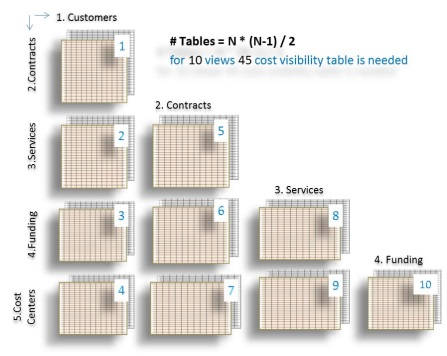 1. Customers
# Tables = N * (N-1) / 2
for 10 views 45 cost visibility table is needed
2.Contracts
1
2. Contracts
3.Services
2
5
3. Services
4.Funding
3
6
8
4. Funding
5.Cost
Centers
4
7
9
10